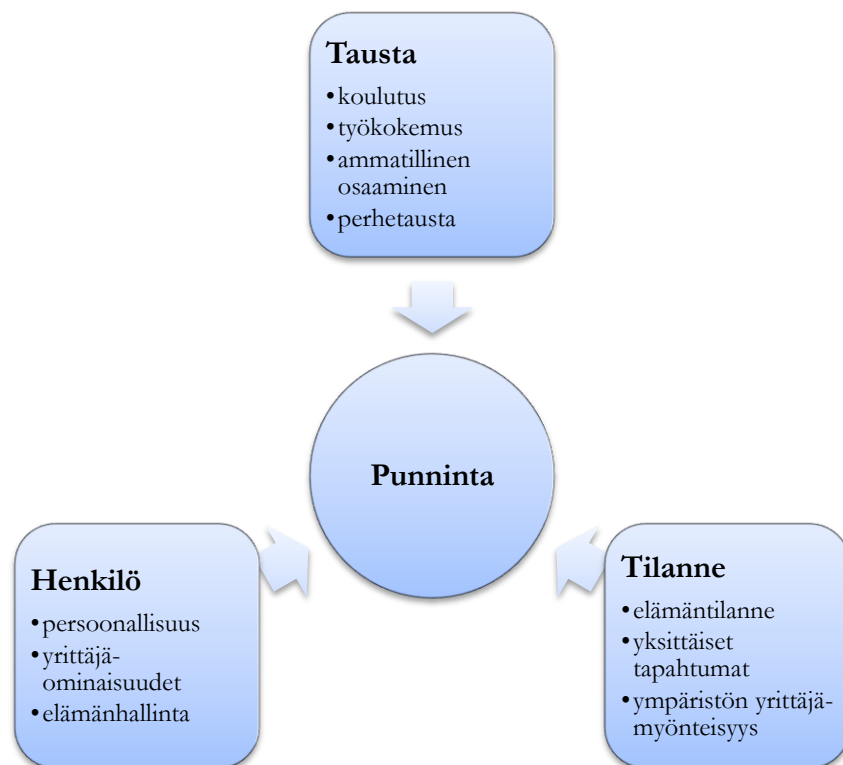 Tausta
•koulutus
•työkokemus
•ammatillinen
osaaminen
•perhetausta
Punninta
Henkilö
•persoonallisuus
•yrittäjä-
ominaisuudet
•elämänhallinta
Tilanne
•elämäntilanne
•yksittäiset
tapahtumat
•ympäristön yrittäjä-
myönteisyys